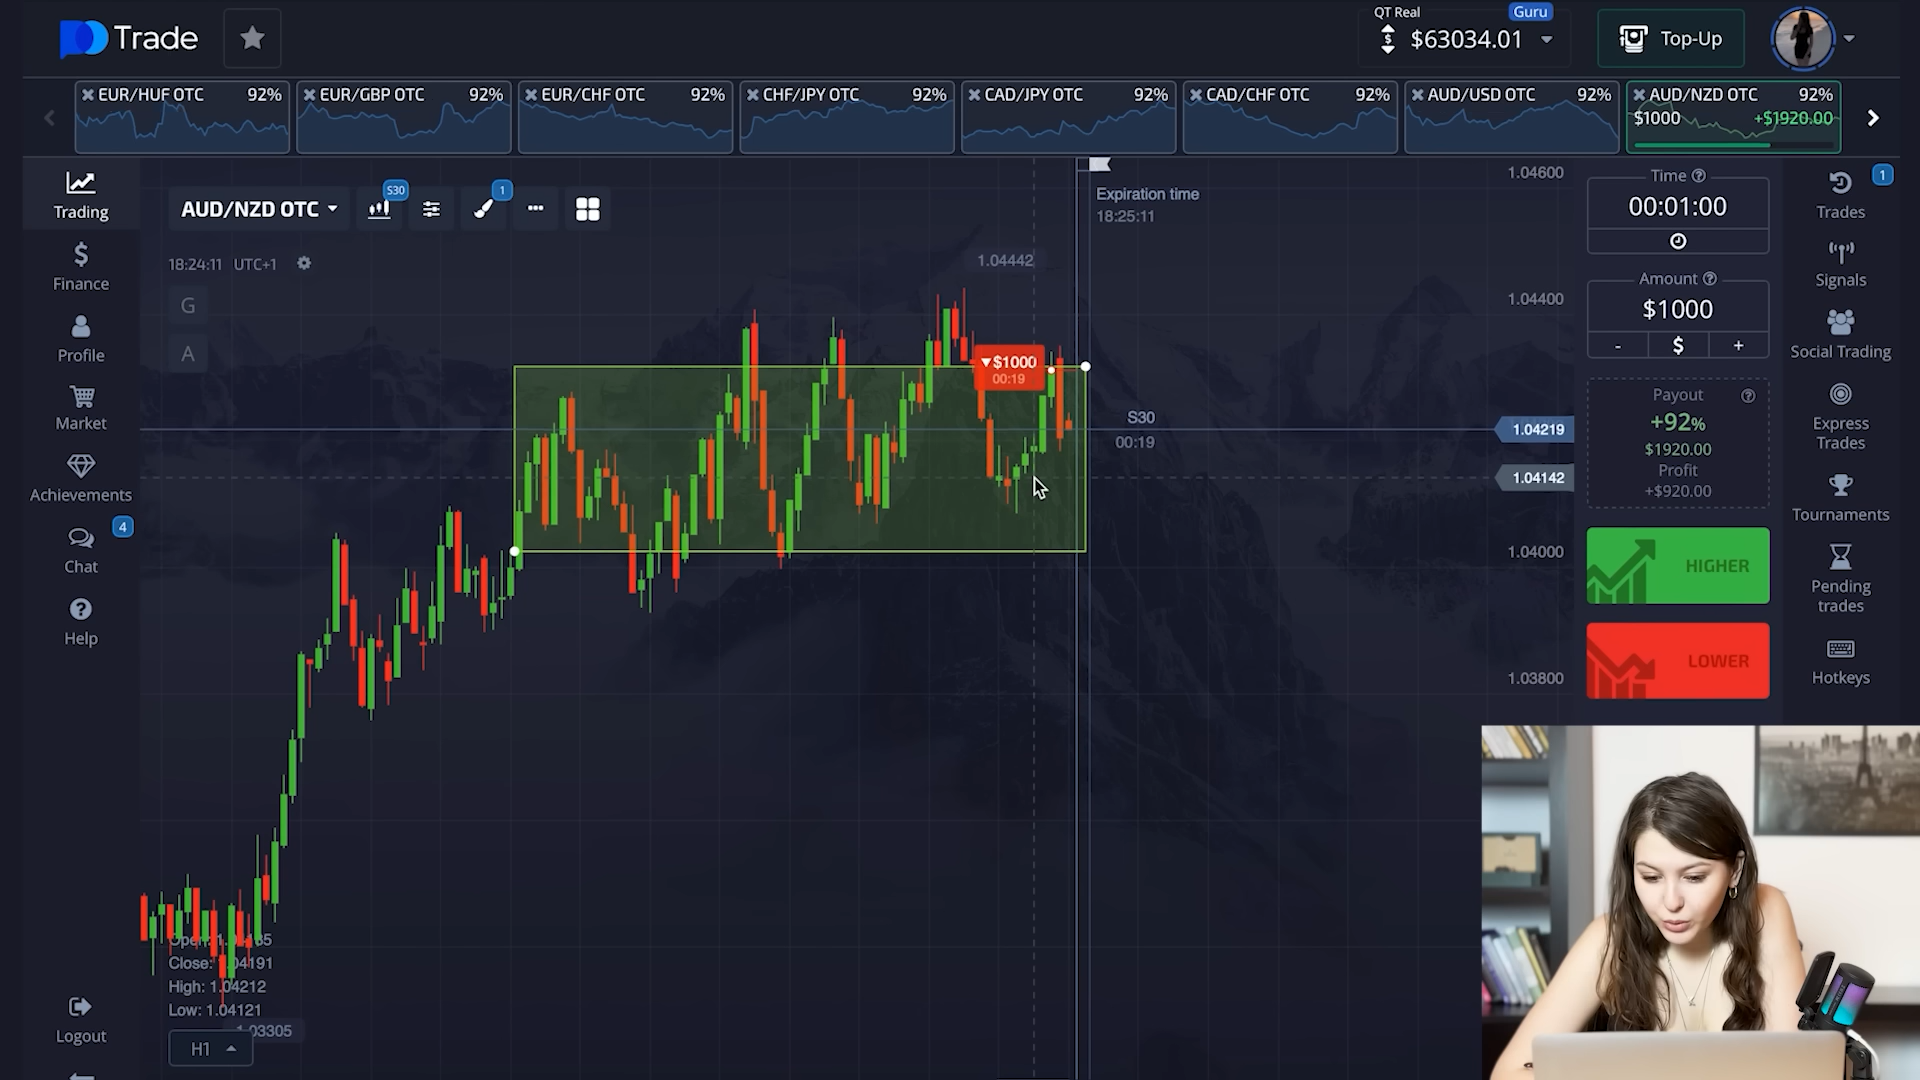 Trade
QT Real
Guru
$63034.01
Top-Up
EUR/HUF OTC 92%
EUR/GBP OTC 92%
EUR/CHF OTC 92%
CHF/JPY OTC 92%
CAD/JPY OTC 92%
CAD/CHF OTC 92%
AUD/USD OTC 92%
AUD/NZD OTC 92%
$1000 +$1920.00
Trading
Finance
Profile
Market
Achievements
4
Chat
Help
Logout
AUD/NZD OTC
S30
1
18:24:11 UTC+1
G
A
Expiration time
18:25:11
1.04442
$1000
00:19
S30
00:19
1.04600
1.04400
1.04219
1.04142
1.04000
1.03800
Close: 1.04191
High: 1.04212
Low: 1.04121
1.03305
H1
Time
00:01:00
Amount
$1000
- $ +
Payout
+92%
$1920.00
Profit
+$920.00
HIGHER
LOWER
1
Trades
Signals
Social Trading
Express
Trades
Tournaments
Pending
trades
Hotkeys